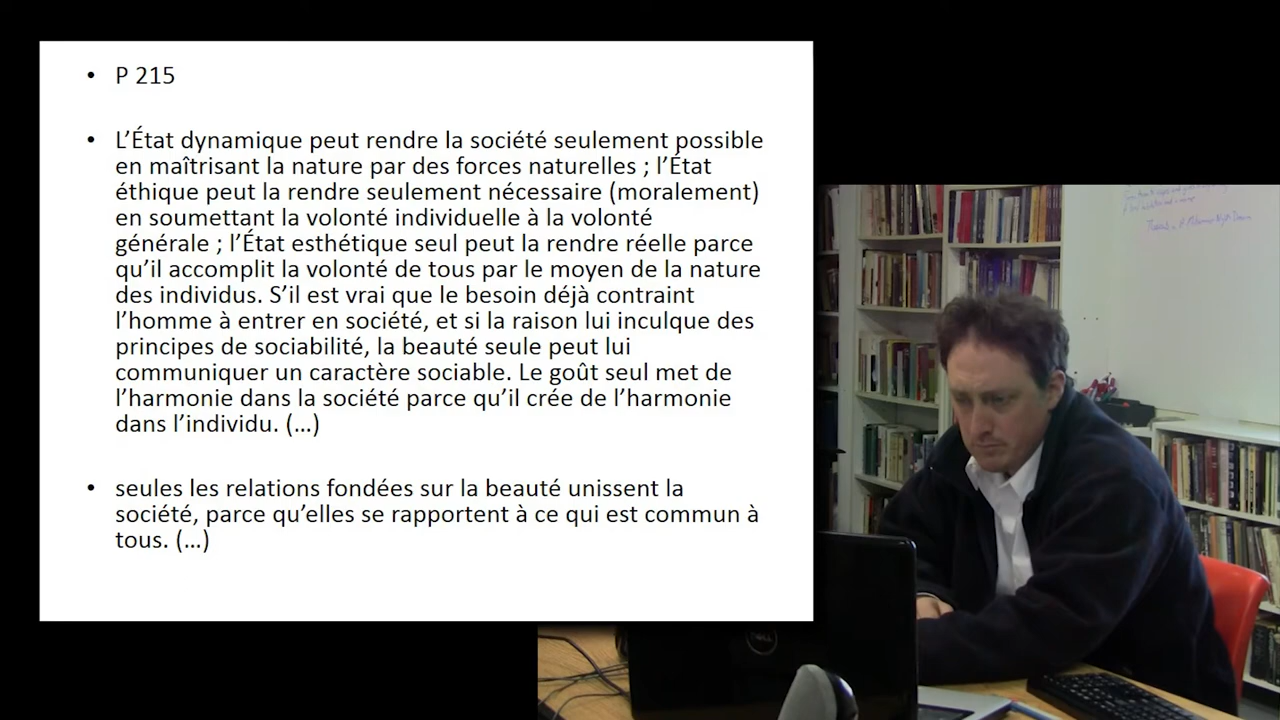 • P 215
• L’État dynamique peut rendre la société seulement possible
en maîtrisant la nature par des forces naturelles ; l’État
éthique peut la rendre seulement nécessaire (moralement)
en soumettant la volonté individuelle à la volonté
générale ; l’État esthétique seul peut la rendre réelle parce
qu’il accomplit la volonté de tous par le moyen de la nature
des individus. S’il est vrai que le besoin déjà contraint
l’homme à entrer en société, et si la raison lui inculque des
principes de sociabilité, la beauté seule peut lui
communiquer un caractère sociable. Le goût seul met de
l’harmonie dans la société parce qu’il crée de l’harmonie
dans l’individu. (…)
• seules les relations fondées sur la beauté unissent la
société, parce qu’elles se rapportent à ce qui est commun à
tous. (…)
DELL